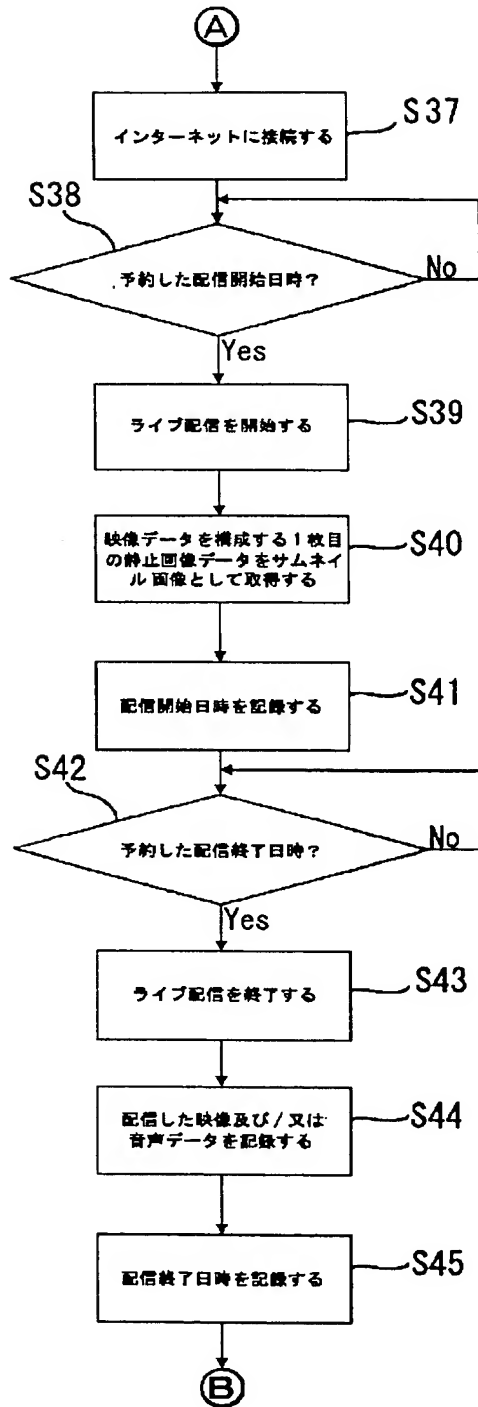 A
インターネットに接続する
S37
S38
予約した配信開始日時？
No
Yes
ライブ配信を開始する
S39
映像データを構成する１枚目
の静止画像データをサムネイ
ル画像として取得する
S40
配信開始日時を記録する
S41
S42
予約した配信終了日時？
No
Yes
ライブ配信を終了する
S43
配信した映像及び/又は
音声データを記録する
S44
配信終了日時を記録する
S45
B